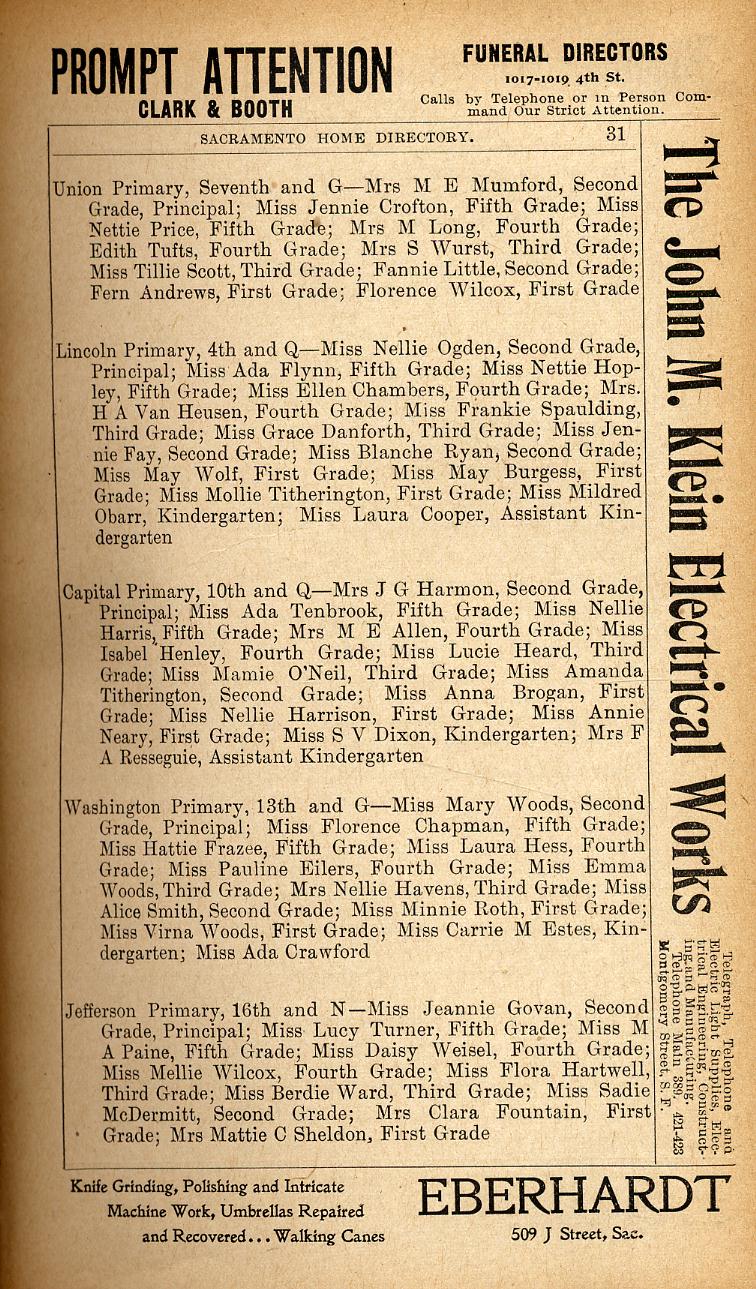 PROMPT ATTENTION
CLARK & BOOTH
FUNERAL DIRECTORS
1017-1019 4th St.
Calls by Telephone or in Person Com-
mand Our Strict Attention.
SACRAMENTO HOME DIRECTORY. 31
Union Primary, Seventh and G—Mrs M E Mumford, Second
Grade, Principal; Miss Jennie Crofton, Fifth Grade; Miss
Nettie Price, Fifth Grade; Mrs M Long, Fourth Grade;
Edith Tufts, Fourth Grade; Mrs S Wurst, Third Grade;
Miss Tillie Scott, Third Grade; Fannie Little, Second Grade;
Fern Andrews, First Grade; Florence Wilcox, First Grade
Lincoln Primary, 4th and Q—Miss Nellie Ogden, Second Grade,
Principal; Miss Ada Flynn, Fifth Grade; Miss Nettie Hop-
ley, Fifth Grade; Miss Ellen Chambers, Fourth Grade; Mrs.
H A Van Heusen, Fourth Grade; Miss Frankie Spaulding,
Third Grade; Miss Grace Danforth, Third Grade; Miss Jen-
nie Fay, Second Grade; Miss Blanche Ryan, Second Grade;
Miss May Wolf, First Grade; Miss May Burgess, First
Grade; Miss Mollie Titherington, First Grade; Miss Mildred
Obarr, Kindergarten; Miss Laura Cooper, Assistant Kin-
dergarten
Capital Primary, 10th and Q—Mrs J G Harmon, Second Grade,
Principal; Miss Ada Tenbrook, Fifth Grade; Miss Nellie
Harris, Fifth Grade; Mrs M E Allen, Fourth Grade; Miss
Isabel Henley, Fourth Grade; Miss Lucie Heard, Third
Grade; Miss Mamie O'Neil, Third Grade; Miss Amanda
Titherington, Second Grade; Miss Anna Brogan, First
Grade; Miss Nellie Harrison, First Grade; Miss Annie
Neary, First Grade; Miss S V Dixon, Kindergarten; Mrs F
A Resseguie, Assistant Kindergarten
Washington Primary, 13th and G—Miss Mary Woods, Second
Grade, Principal; Miss Florence Chapman, Fifth Grade;
Miss Hattie Frazee, Fifth Grade; Miss Laura Hess, Fourth
Grade; Miss Pauline Eilers, Fourth Grade; Miss Emma
Woods, Third Grade; Mrs Nellie Havens, Third Grade; Miss
Alice Smith, Second Grade; Miss Minnie Roth, First Grade;
Miss Virna Woods, First Grade; Miss Carrie M Estes, Kin-
dergarten; Miss Ada Crawford
Jefferson Primary, 16th and N—Miss Jeannie Govan, Second
Grade, Principal; Miss Lucy Turner, Fifth Grade; Miss M
A Paine, Fifth Grade; Miss Daisy Weisel, Fourth Grade;
Miss Mellie Wilcox, Fourth Grade; Miss Flora Hartwell,
Third Grade; Miss Berdie Ward, Third Grade; Miss Sadie
McDermitt, Second Grade; Mrs Clara Fountain, First
Grade; Mrs Mattie C Sheldon, First Grade
The John M. Klein Electrical Works
Telegraph, Telephone and
Electric Light Supplies, Elec-
trical Engineering, Construct-
ing and Manufacturing.
Telephone Main 389. 421-423
Montgomery Street, S. F.
Knife Grinding, Polishing and Intricate
Machine Work, Umbrellas Repaired
and Recovered... Walking Canes
EBERHARDT
509 J Street, Sac.